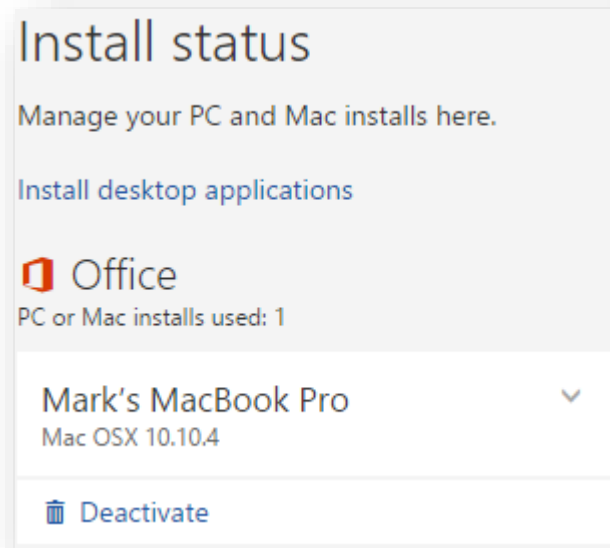 Install status
Manage your PC and Mac installs here.
Install desktop applications
Office
PC or Mac installs used: 1
Mark's MacBook Pro
Mac OSX 10.10.4
Deactivate